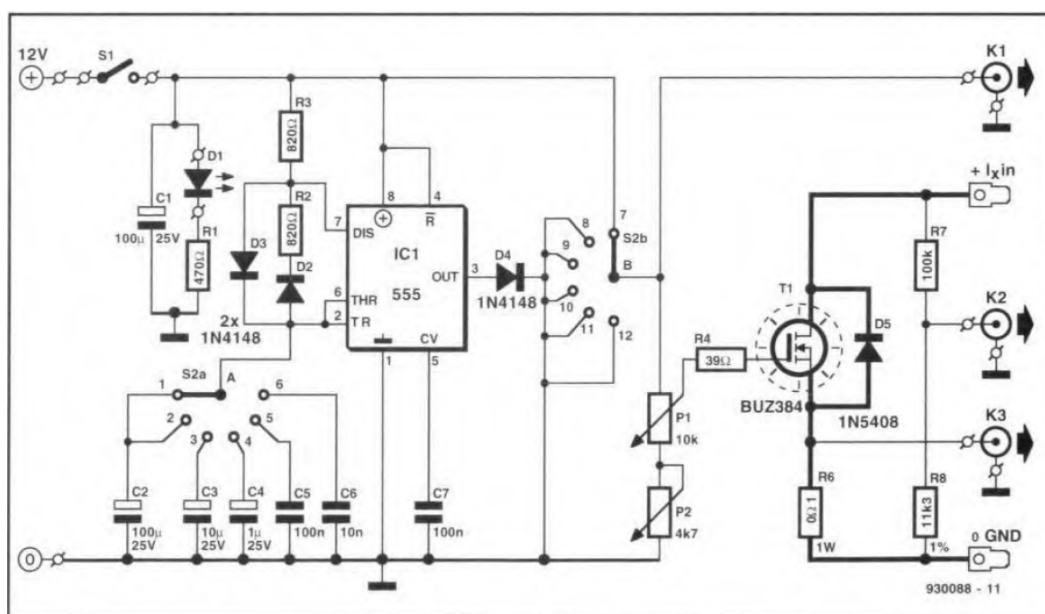 12V
S1
K1
R3
820Ω
D1
C1
100µ
25V
R1
470Ω
D3
R2
820Ω
D2
2x
1N4148
8
4
R
7
DIS
IC1
555
OUT
3
6
THR
2
TR
CV
1
5
D4
1N4148
8
9
10
11
12
7
S2b
B
+ Ixin
R7
100k
T1
D5
R4
39Ω
BUZ384
1N5408
K2
K3
S2a
A
1
2
3
4
5
6
P1
10k
P2
4k7
C2
100µ
25V
C3
10µ
25V
C4
1µ
25V
C5
100n
C6
10n
C7
100n
R6
0Ω1
1W
R8
11k3
1%
0 GND
0
930088 - 11